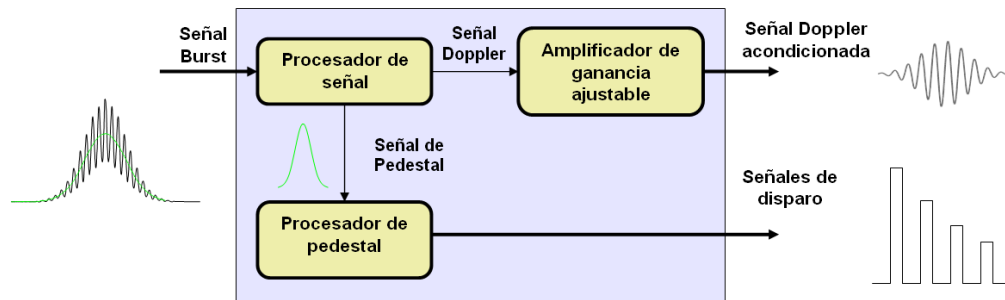 Señal
Burst
Procesador de
señal
Señal
Doppler
Amplificador de
ganancia
ajustable
Señal Doppler
acondicionada
Señal de
Pedestal
Procesador de
pedestal
Señales de
disparo